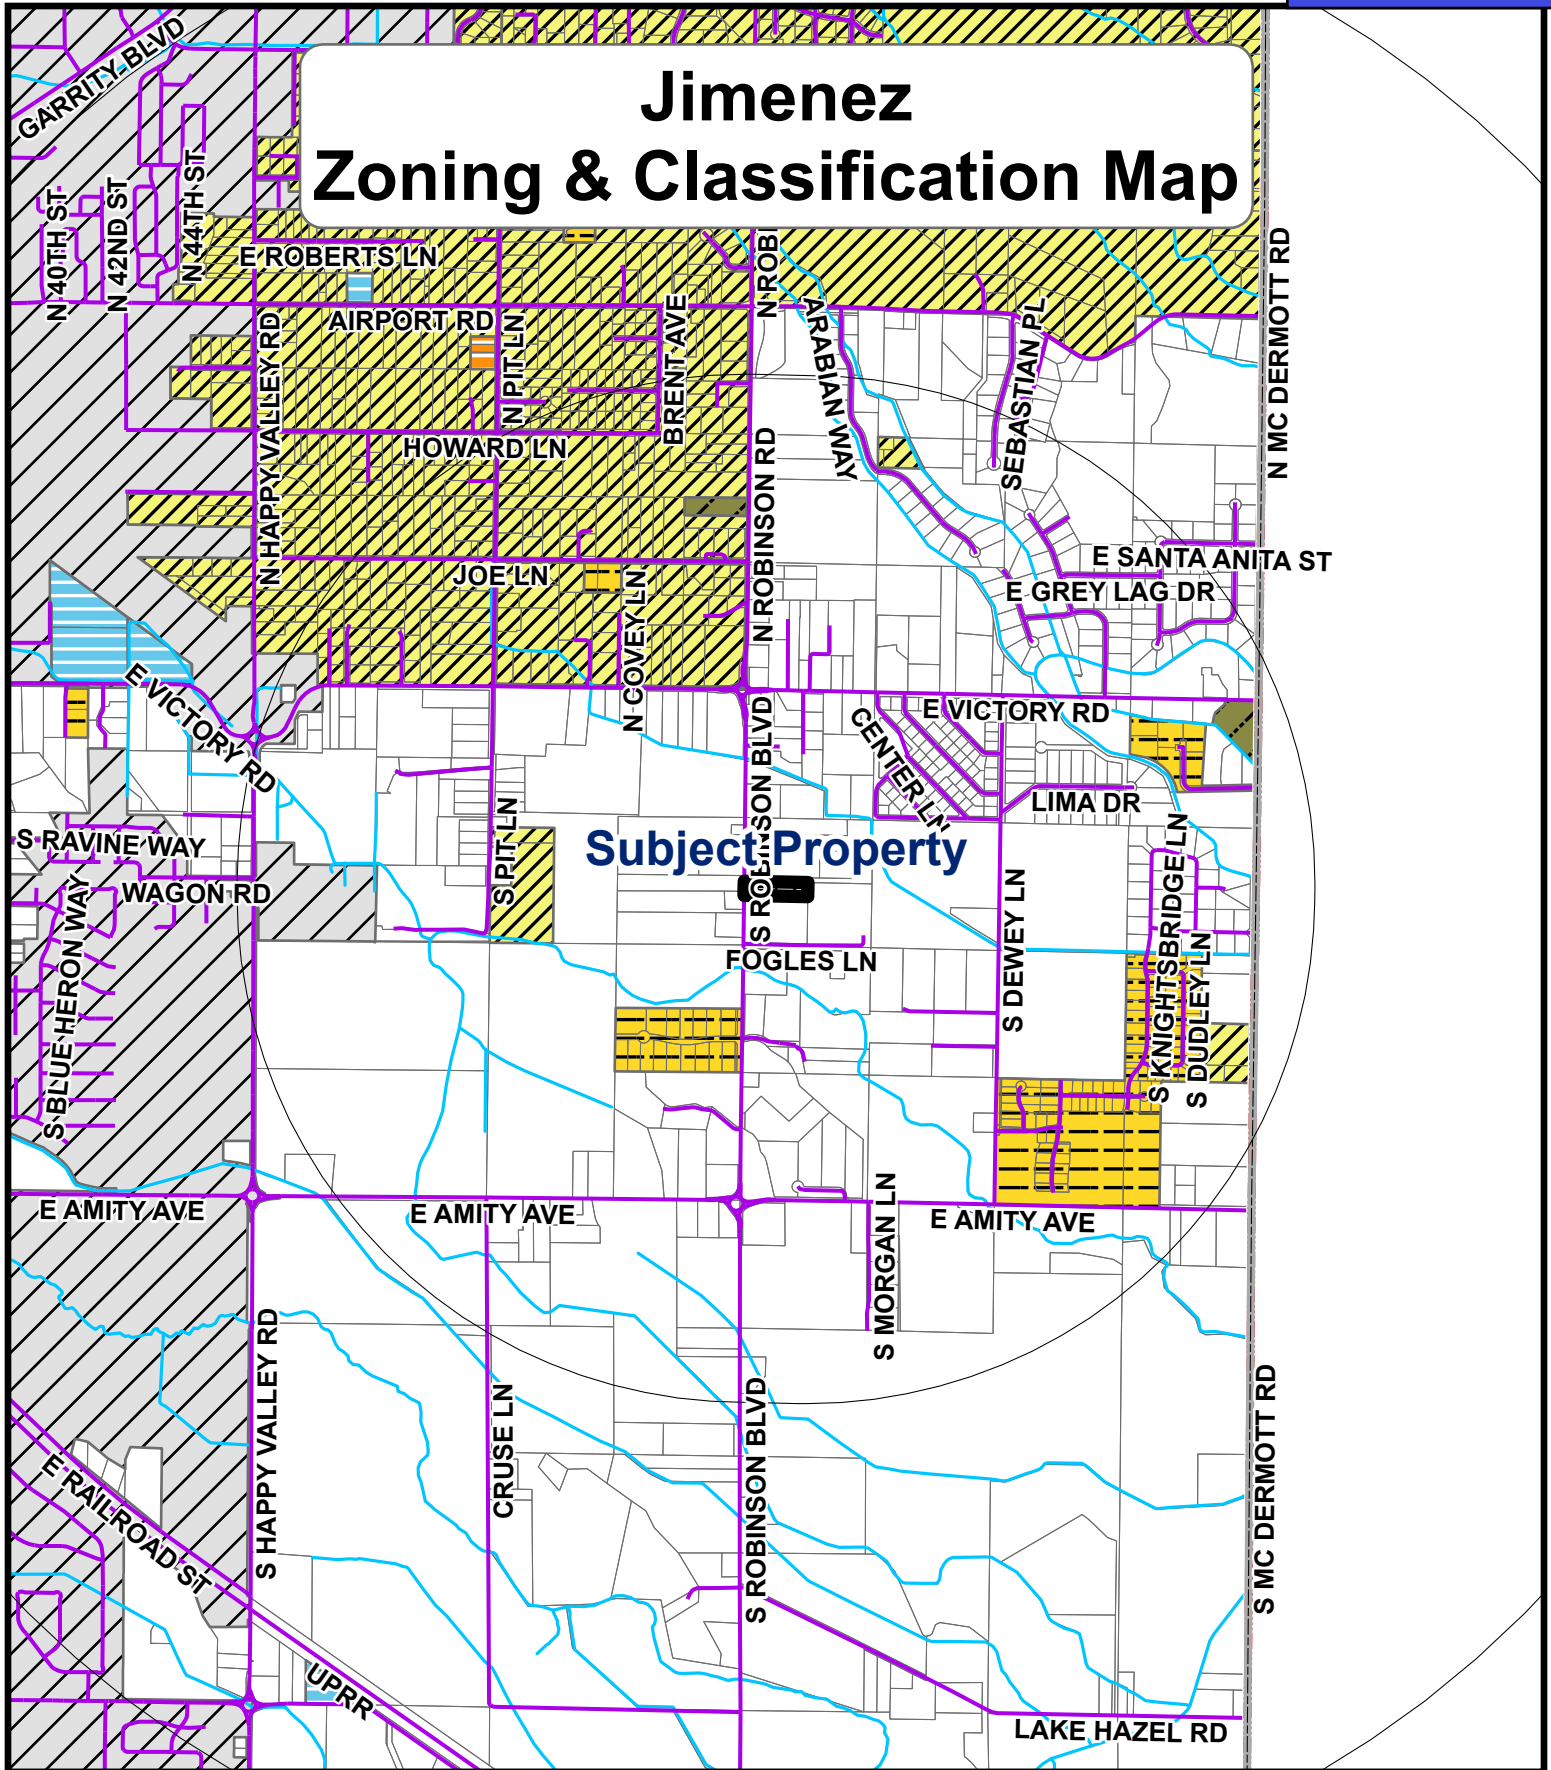 Jimenez
Zoning & Classification Map
GARRITY BLVD
N 40TH ST
N 42ND ST
N 44TH ST
E ROBERTS LN
N ROBI
AIRPORT RD
N PIT LN
BRENT AVE
ARABIAN WAY
SEBASTIAN PL
N MC DERMOTT RD
N HAPPY VALLEY RD
HOWARD LN
N ROBINSON RD
JOE LN
N COVEY LN
E SANTA ANITA ST
E GREY LAG DR
E VICTORY RD
E VICTORY RD
CENTER LN
LIMA DR
S ROBINSON BLVD
S PIT LN
Subject Property
S RAVINE WAY
WAGON RD
S BLUE HERON WAY
FOGLES LN
S DEWEY LN
S KNIGHTSBRIDGE LN
S DUDLEY LN
E AMITY AVE
E AMITY AVE
E AMITY AVE
S MORGAN LN
S HAPPY VALLEY RD
CRUSE LN
S ROBINSON BLVD
S MC DERMOTT RD
E RAILROAD ST
UPRR
LAKE HAZEL RD